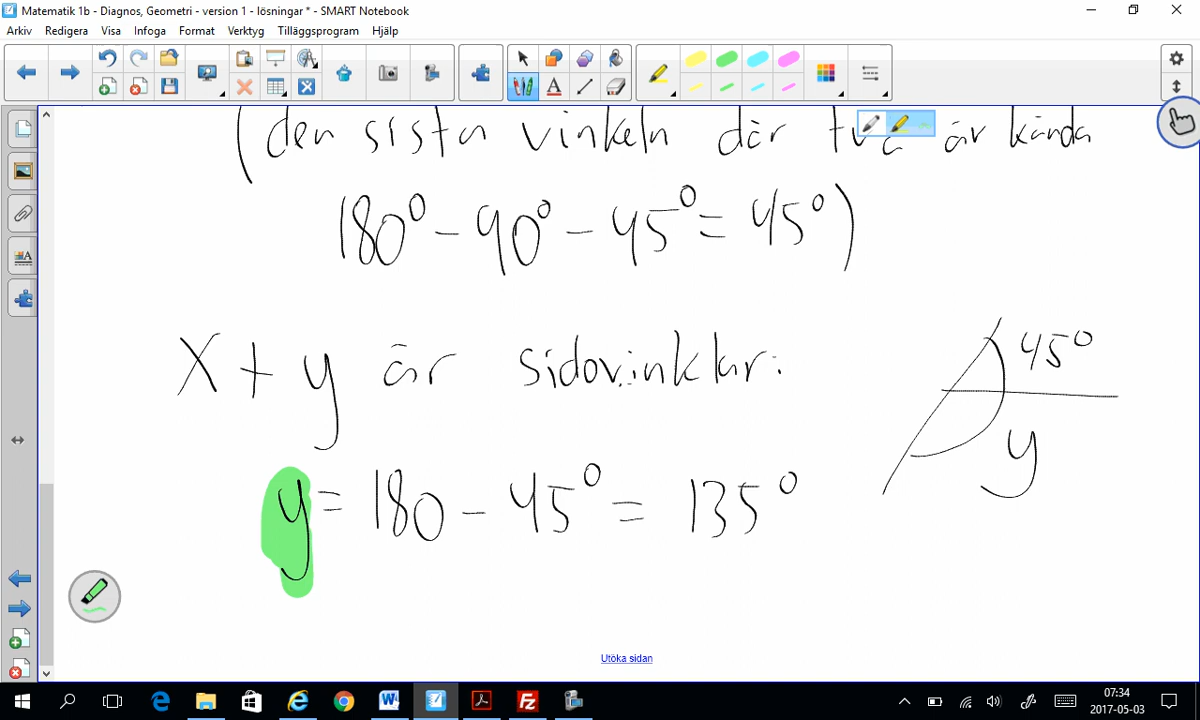 Matematik 1b - Diagnos, Geometri - version 1 - lösningar * - SMART Notebook
Arkiv Redigera Visa Infoga Format Verktyg Tilläggsprogram Hjälp
(den sista vinkeln där två är kända
180° - 90° - 45° = 45°)
x + y är sidovinklar:
45°
y
y = 180 - 45° = 135°
Utöka sidan
07:34
2017-05-03